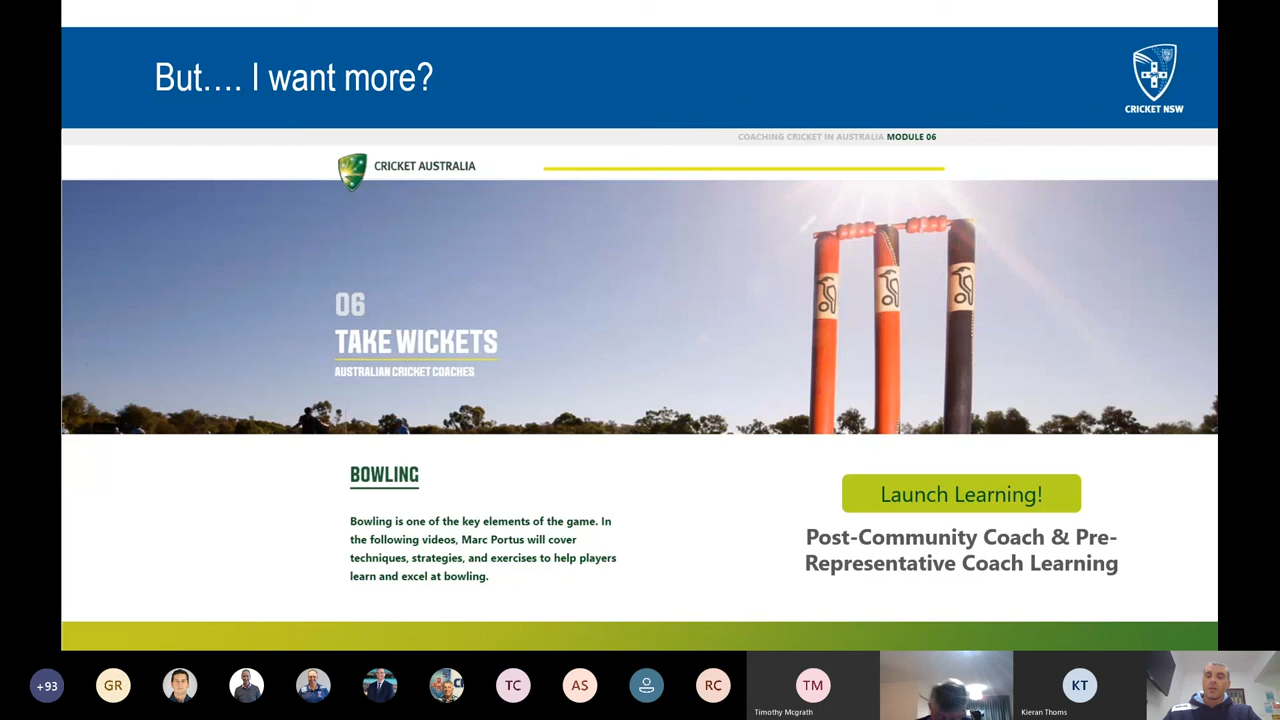 But.... I want more?
CRICKET NSW
COACHING CRICKET IN AUSTRALIA MODULE 06
CRICKET AUSTRALIA
06
TAKE WICKETS
AUSTRALIAN CRICKET COACHES
BOWLING
Bowling is one of the key elements of the game. In
the following videos, Marc Portus will cover
techniques, strategies, and exercises to help players
learn and excel at bowling.
Launch Learning!
Post-Community Coach & Pre-
Representative Coach Learning
+93
GR
TC
AS
RC
TM
Timothy Mcgrath
KT
Kieran Thoms